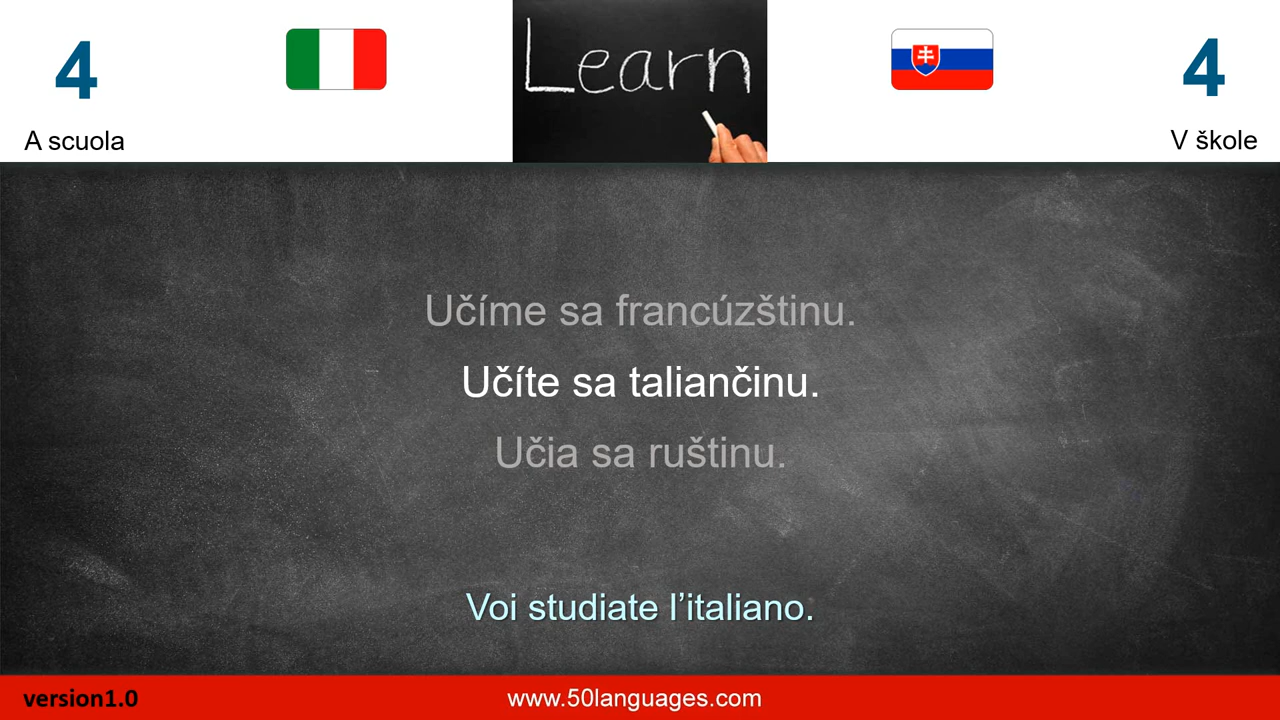 4
Learn
4
A scuola
V škole
Učíme sa francúzštinu.
Učíte sa taliančinu.
Učia sa ruštinu.
Voi studiate l’italiano.
version1.0
www.50languages.com